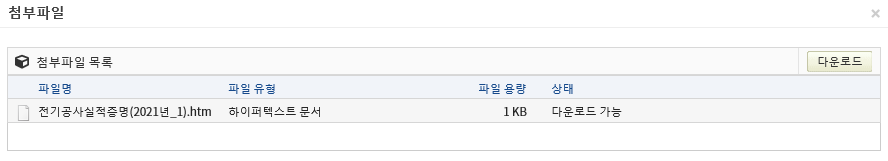 첨부파일
첨부파일 목록 다운로드
파일명 파일 유형 파일 용량 상태
전기공사실적증명(2021년_1).htm 하이퍼텍스트 문서 1 KB 다운로드 가능